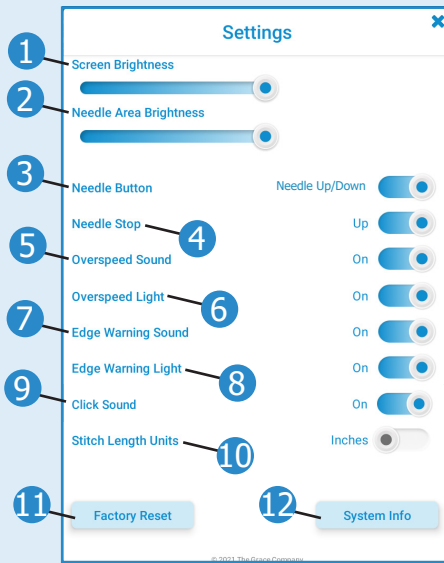 Settings
1
Screen Brightness
2
Needle Area Brightness
3
Needle Button Needle Up/Down
Needle Stop 4 Up
5
Overspeed Sound On
Overspeed Light 6 On
7
Edge Warning Sound On
Edge Warning Light 8 On
9
Click Sound On
Stitch Length Units 10 Inches
11 Factory Reset 12 System Info
© 2021 The Grace Company